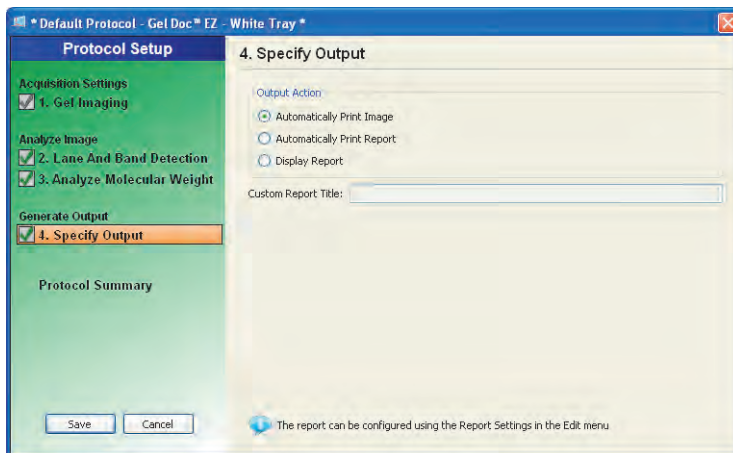 * Default Protocol - Gel Doc™ EZ - White Tray *
Protocol Setup
Acquisition Settings
1. Gel Imaging
Analyze Image
2. Lane And Band Detection
3. Analyze Molecular Weight
Generate Output
4. Specify Output
Protocol Summary
Save
Cancel
4. Specify Output
Output Action
Automatically Print Image
Automatically Print Report
Display Report
Custom Report Title:
The report can be configured using the Report Settings in the Edit menu